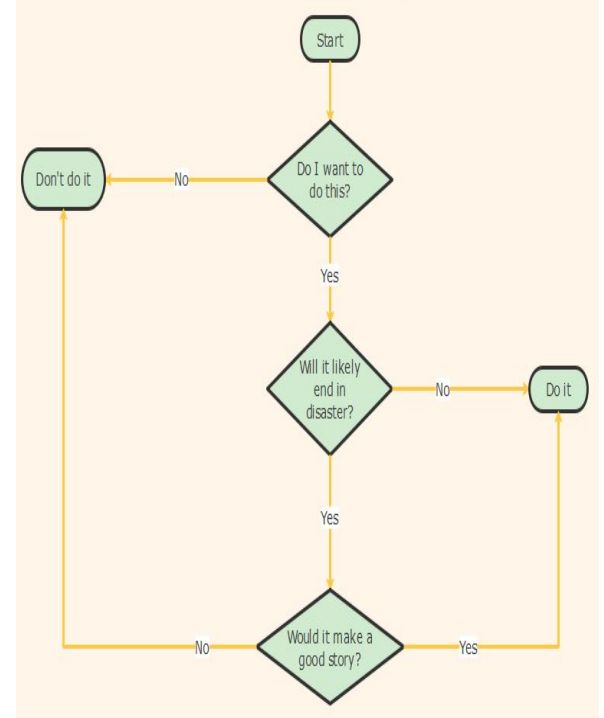 Start
Do I want to
do this?
No
Don't do it
Yes
Will it likely
end in
disaster?
No
Do it
Yes
Would it make a
good story?
No
Yes